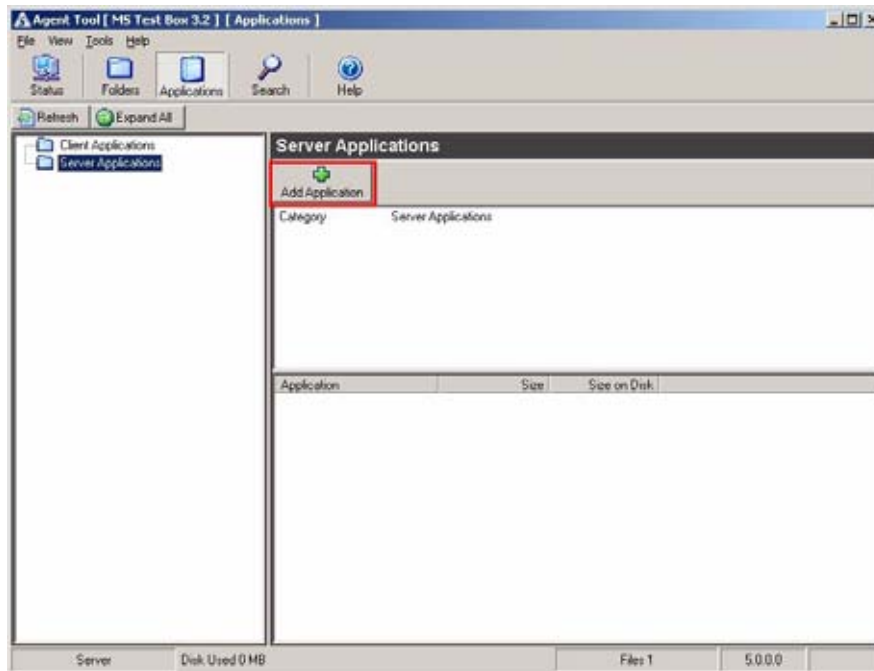 Agent Tool [ MS Test Box 3.2 ] [ Applications ]
File View Tools Help
Status Folders Applications Search Help
Refresh Expand All
Client Applications
Server Applications
Server Applications
Add Application
Category Server Applications
Application Size Size on Disk
Server Disk Used 0 MB Files 1 5.0.0.0